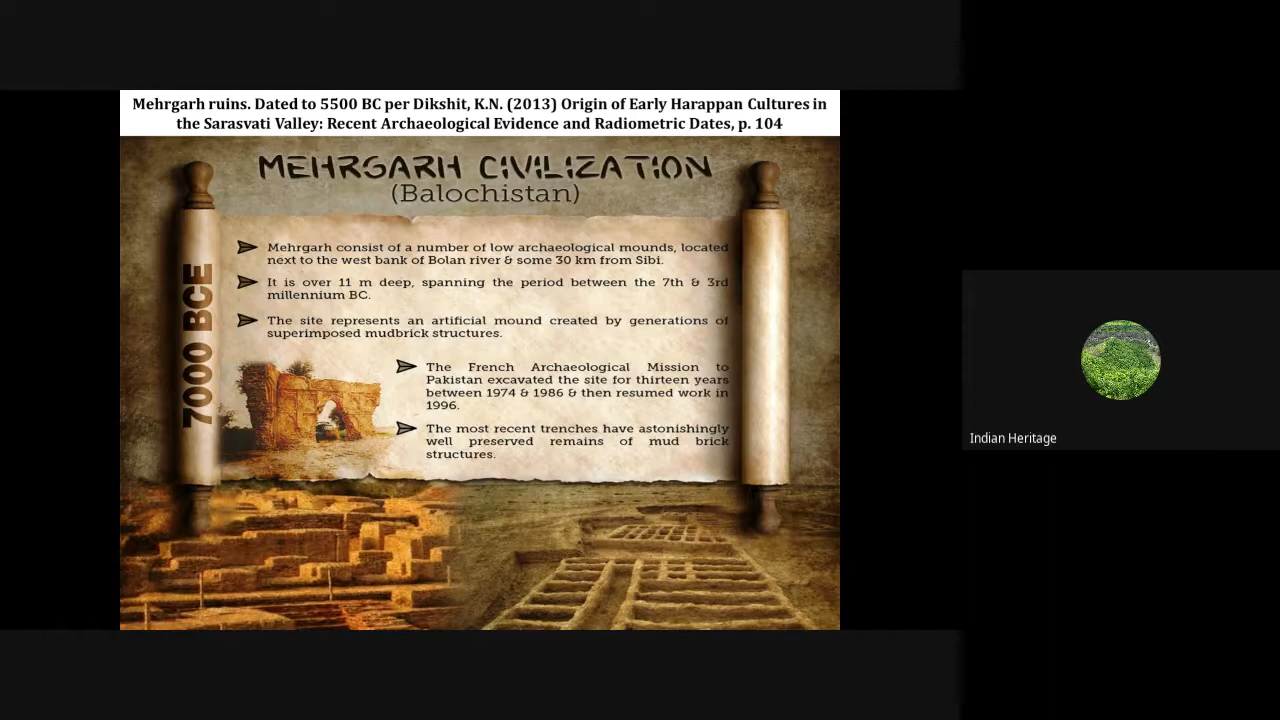 Mehrgarh ruins. Dated to 5500 BC per Dikshit, K.N. (2013) Origin of Early Harappan Cultures in
the Sarasvati Valley: Recent Archaeological Evidence and Radiometric Dates, p. 104
MEHRGARH CIVILIZATION
(Balochistan)
7000 BCE
Mehrgarh consist of a number of low archaeological mounds, located
next to the west bank of Bolan river & some 30 km from Sibi.
It is over 11 m deep, spanning the period between the 7th & 3rd
millennium BC.
The site represents an artificial mound created by generations of
superimposed mudbrick structures.
The French Archaeological Mission to
Pakistan excavated the site for thirteen years
between 1974 & 1986 & then resumed work in
1996.
The most recent trenches have astonishingly
well preserved remains of mud brick
structures.
Indian Heritage